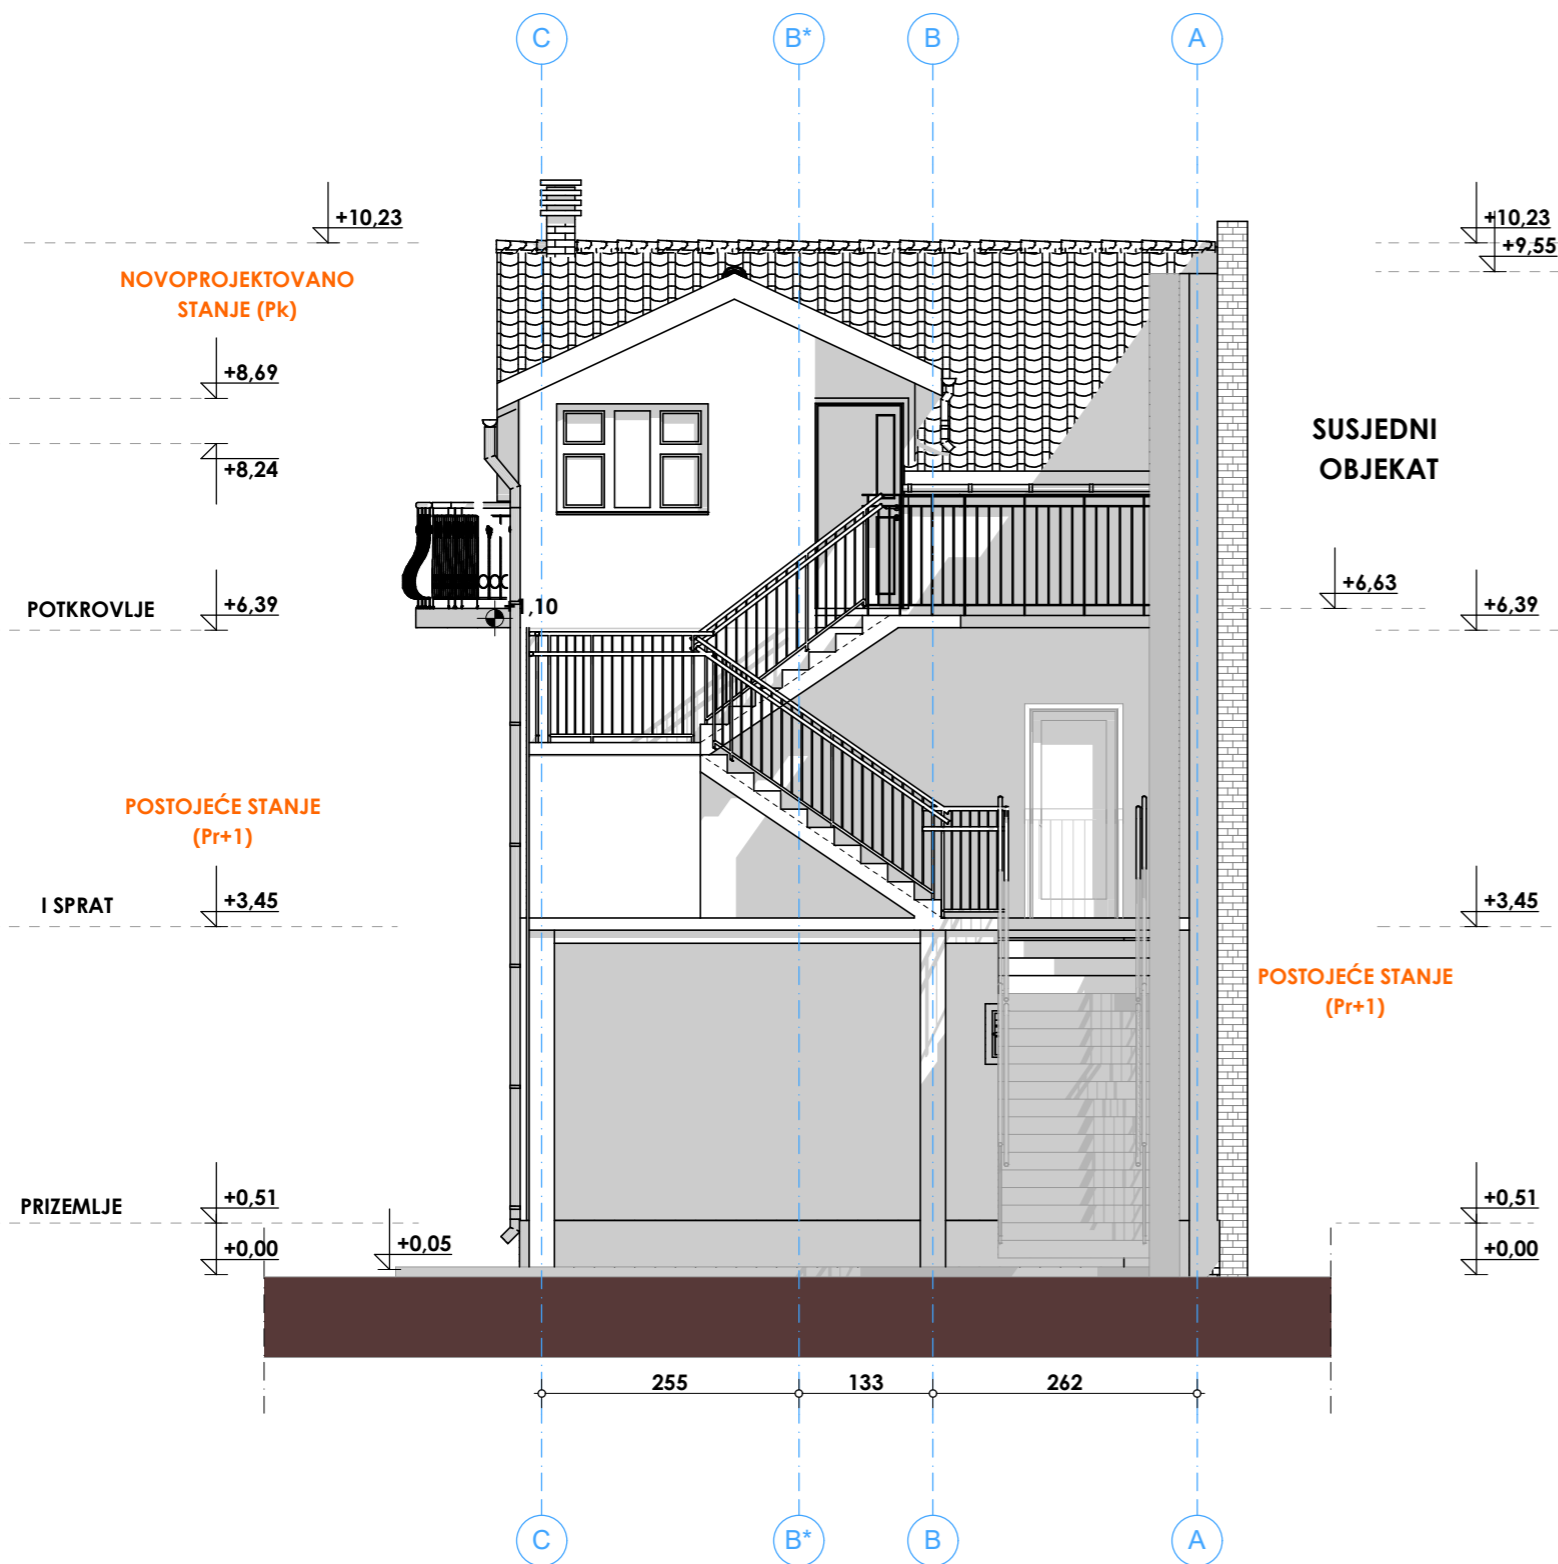 C B* B A
+10,23 +10,23
+9,55
NOVOPROJEKTOVANO
STANJE (Pk)
+8,69
SUSJEDNI
OBJEKAT
+8,24
+6,63
POTKROVLJE +6,39 1,10 +6,39
POSTOJEĆE STANJE
(Pr+1)
I SPRAT +3,45 +3,45
POSTOJEĆE STANJE
(Pr+1)
PRIZEMLJE +0,51 +0,51
+0,00 +0,05 +0,00
255 133 262
C B* B A